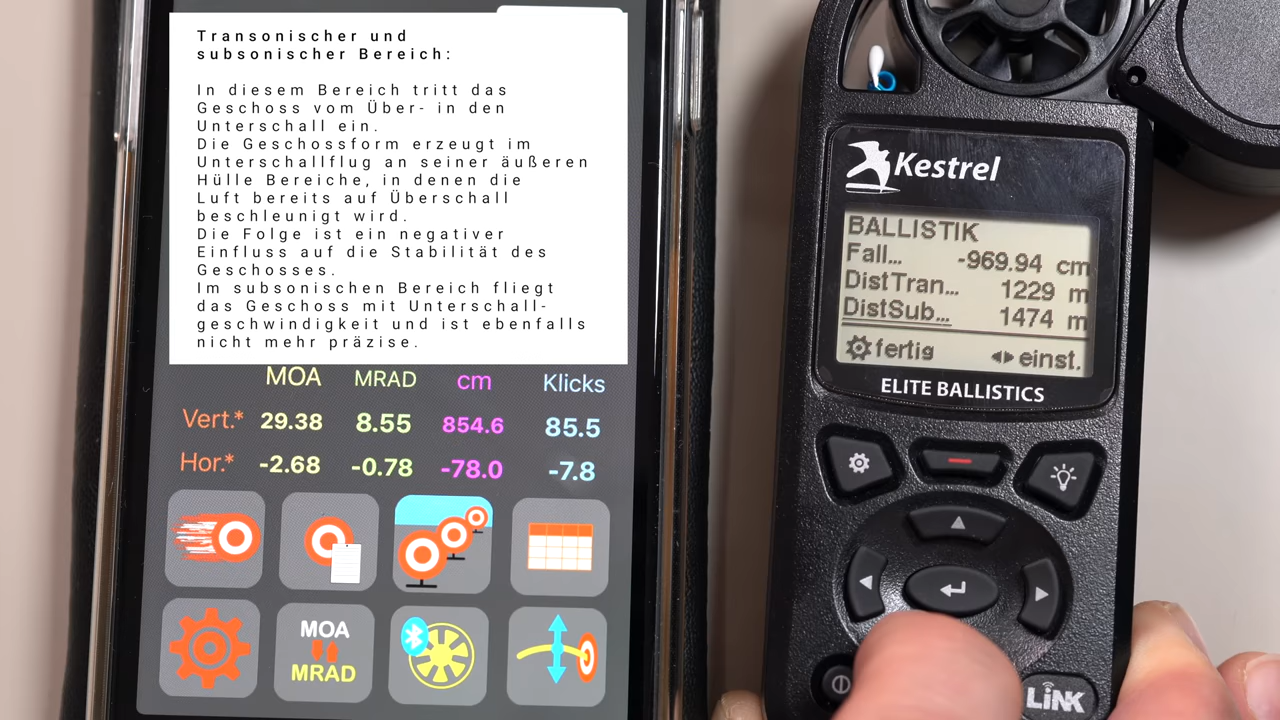 Transonischer und
subsonischer Bereich:
In diesem Bereich tritt das
Geschoss vom Über- in den
Unterschall ein.
Die Geschossform erzeugt im
Unterschallflug an seiner äußeren
Hülle Bereiche, in denen die
Luft bereits auf Überschall
beschleunigt wird.
Die Folge ist ein negativer
Einfluss auf die Stabilität des
Geschosses.
Im subsonischen Bereich fliegt
das Geschoss mit Unterschall-
geschwindigkeit und ist ebenfalls
nicht mehr präzise.
MOA MRAD cm Klicks
Vert.* 29.38 8.55 854.6 85.5
Hor.* -2.68 -0.78 -78.0 -7.8
MOA
MRAD
Kestrel
BALLISTIK
Fall... -969.94 cm
DistTran... 1229 m
DistSub... 1474 m
fertig einst.
ELITE BALLISTICS
LiNK